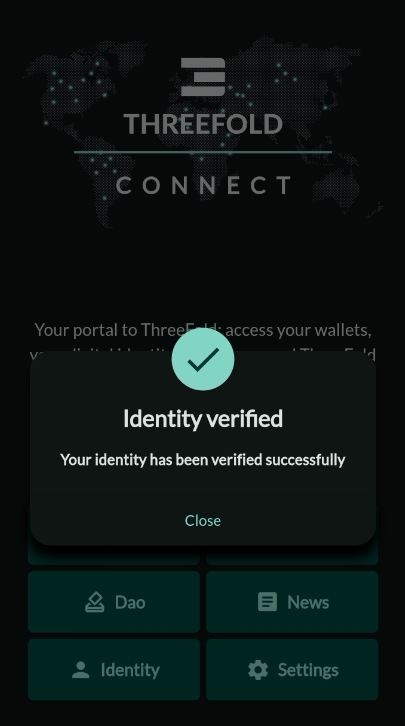 THREEFOLD
CONNECT
Your portal to ThreeFold: access your wallets,
Identity verified
Your identity has been verified successfully
Close
Dao
News
Identity
Settings